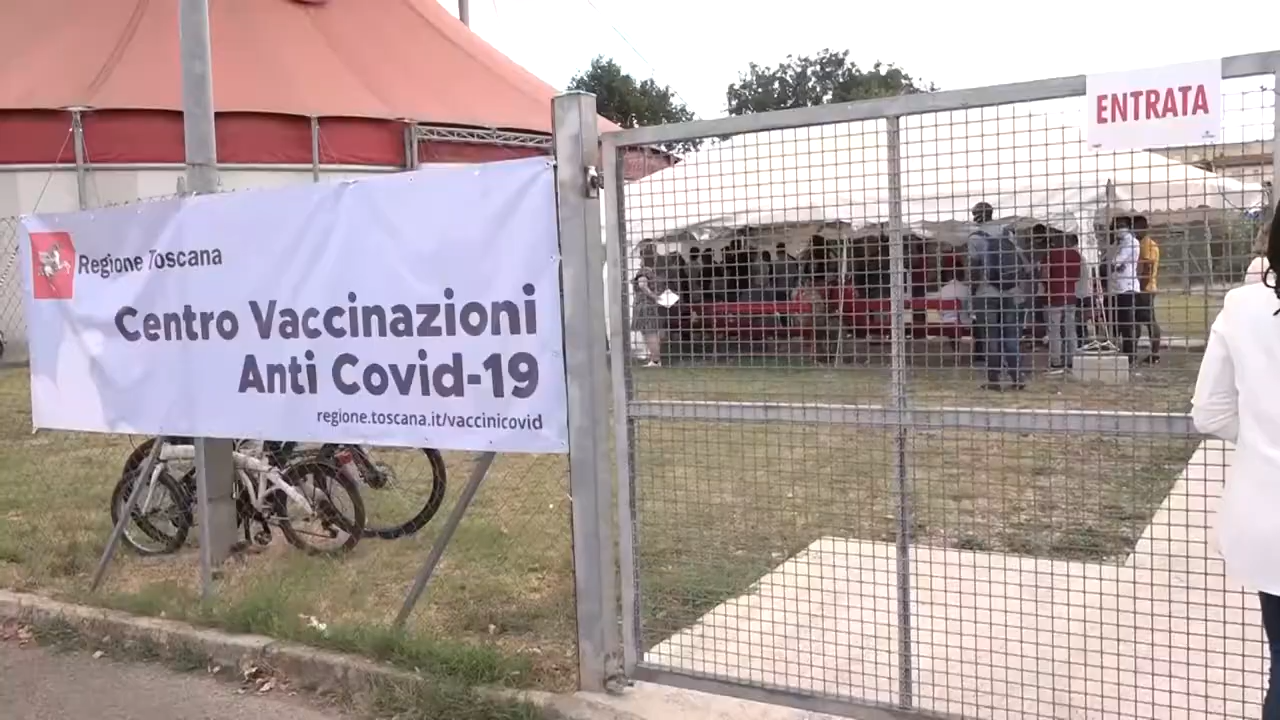 Regione Toscana
Centro Vaccinazioni
Anti Covid-19
regione.toscana.it/vaccinicovid
ENTRATA